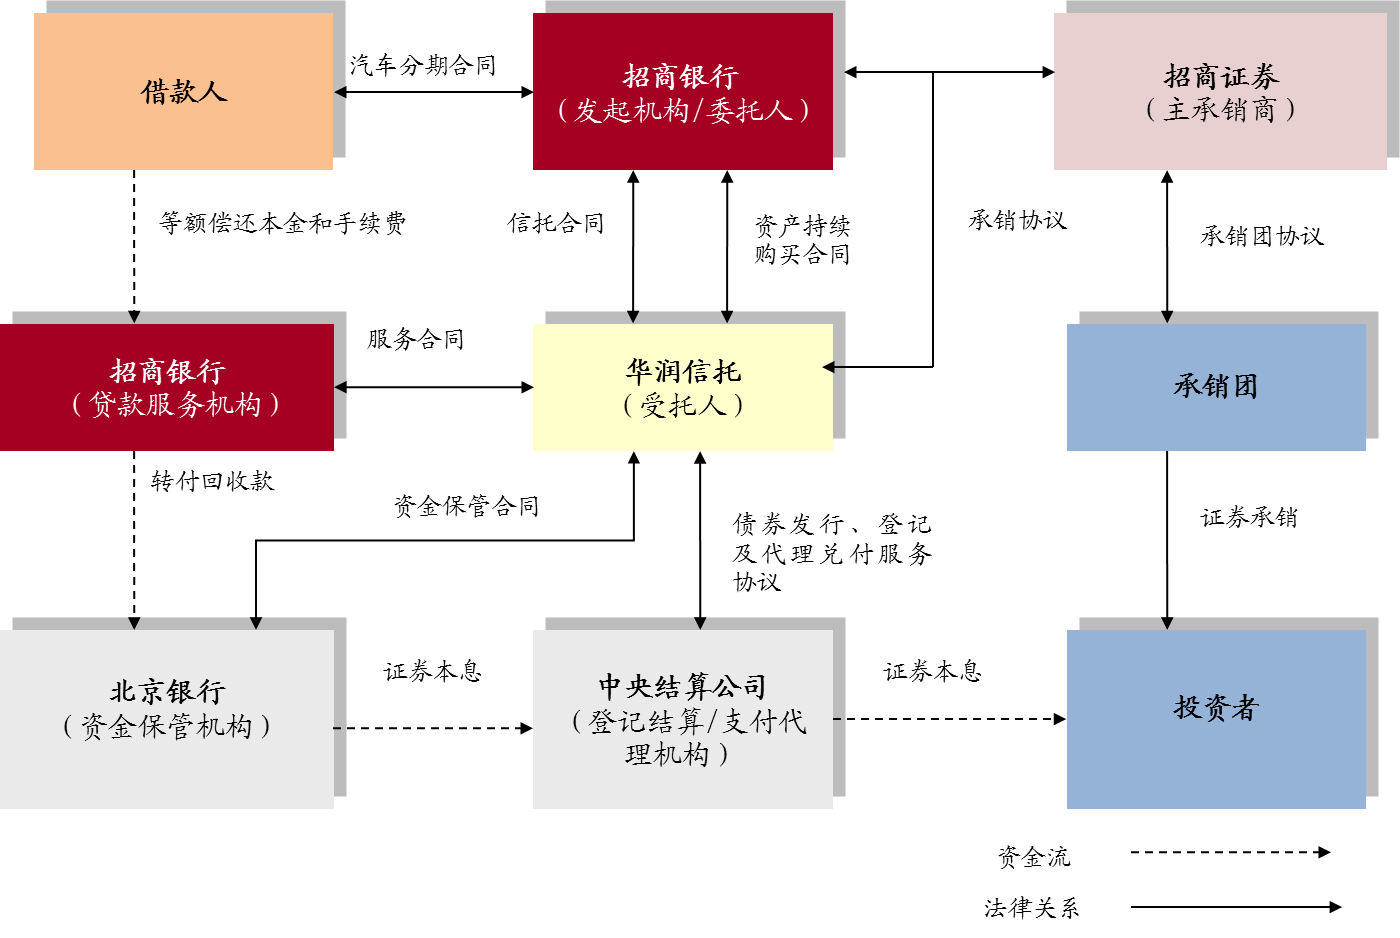 借款人
汽车分期合同
招商银行
（发起机构/委托人）
招商证券
（主承销商）
等额偿还本金和手续费
信托合同
资产持续
购买合同
承销协议
承销团协议
招商银行
（贷款服务机构）
服务合同
华润信托
（受托人）
承销团
转付回收款
资金保管合同
债券发行、登记
及代理兑付服务
协议
证券承销
北京银行
（资金保管机构）
证券本息
中央结算公司
（登记结算/支付代
理机构）
证券本息
投资者
资金流
法律关系